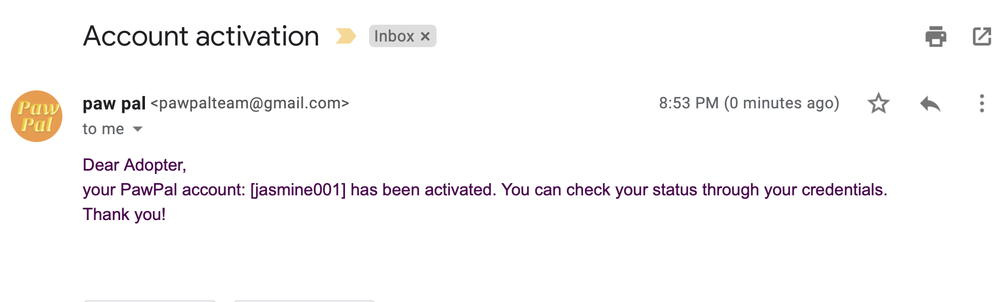 Account activation
Inbox ×
Paw
Pal
paw pal <pawpalteam@gmail.com>
8:53 PM (0 minutes ago)
to me
Dear Adopter,
your PawPal account: [jasmine001] has been activated. You can check your status through your credentials.
Thank you!